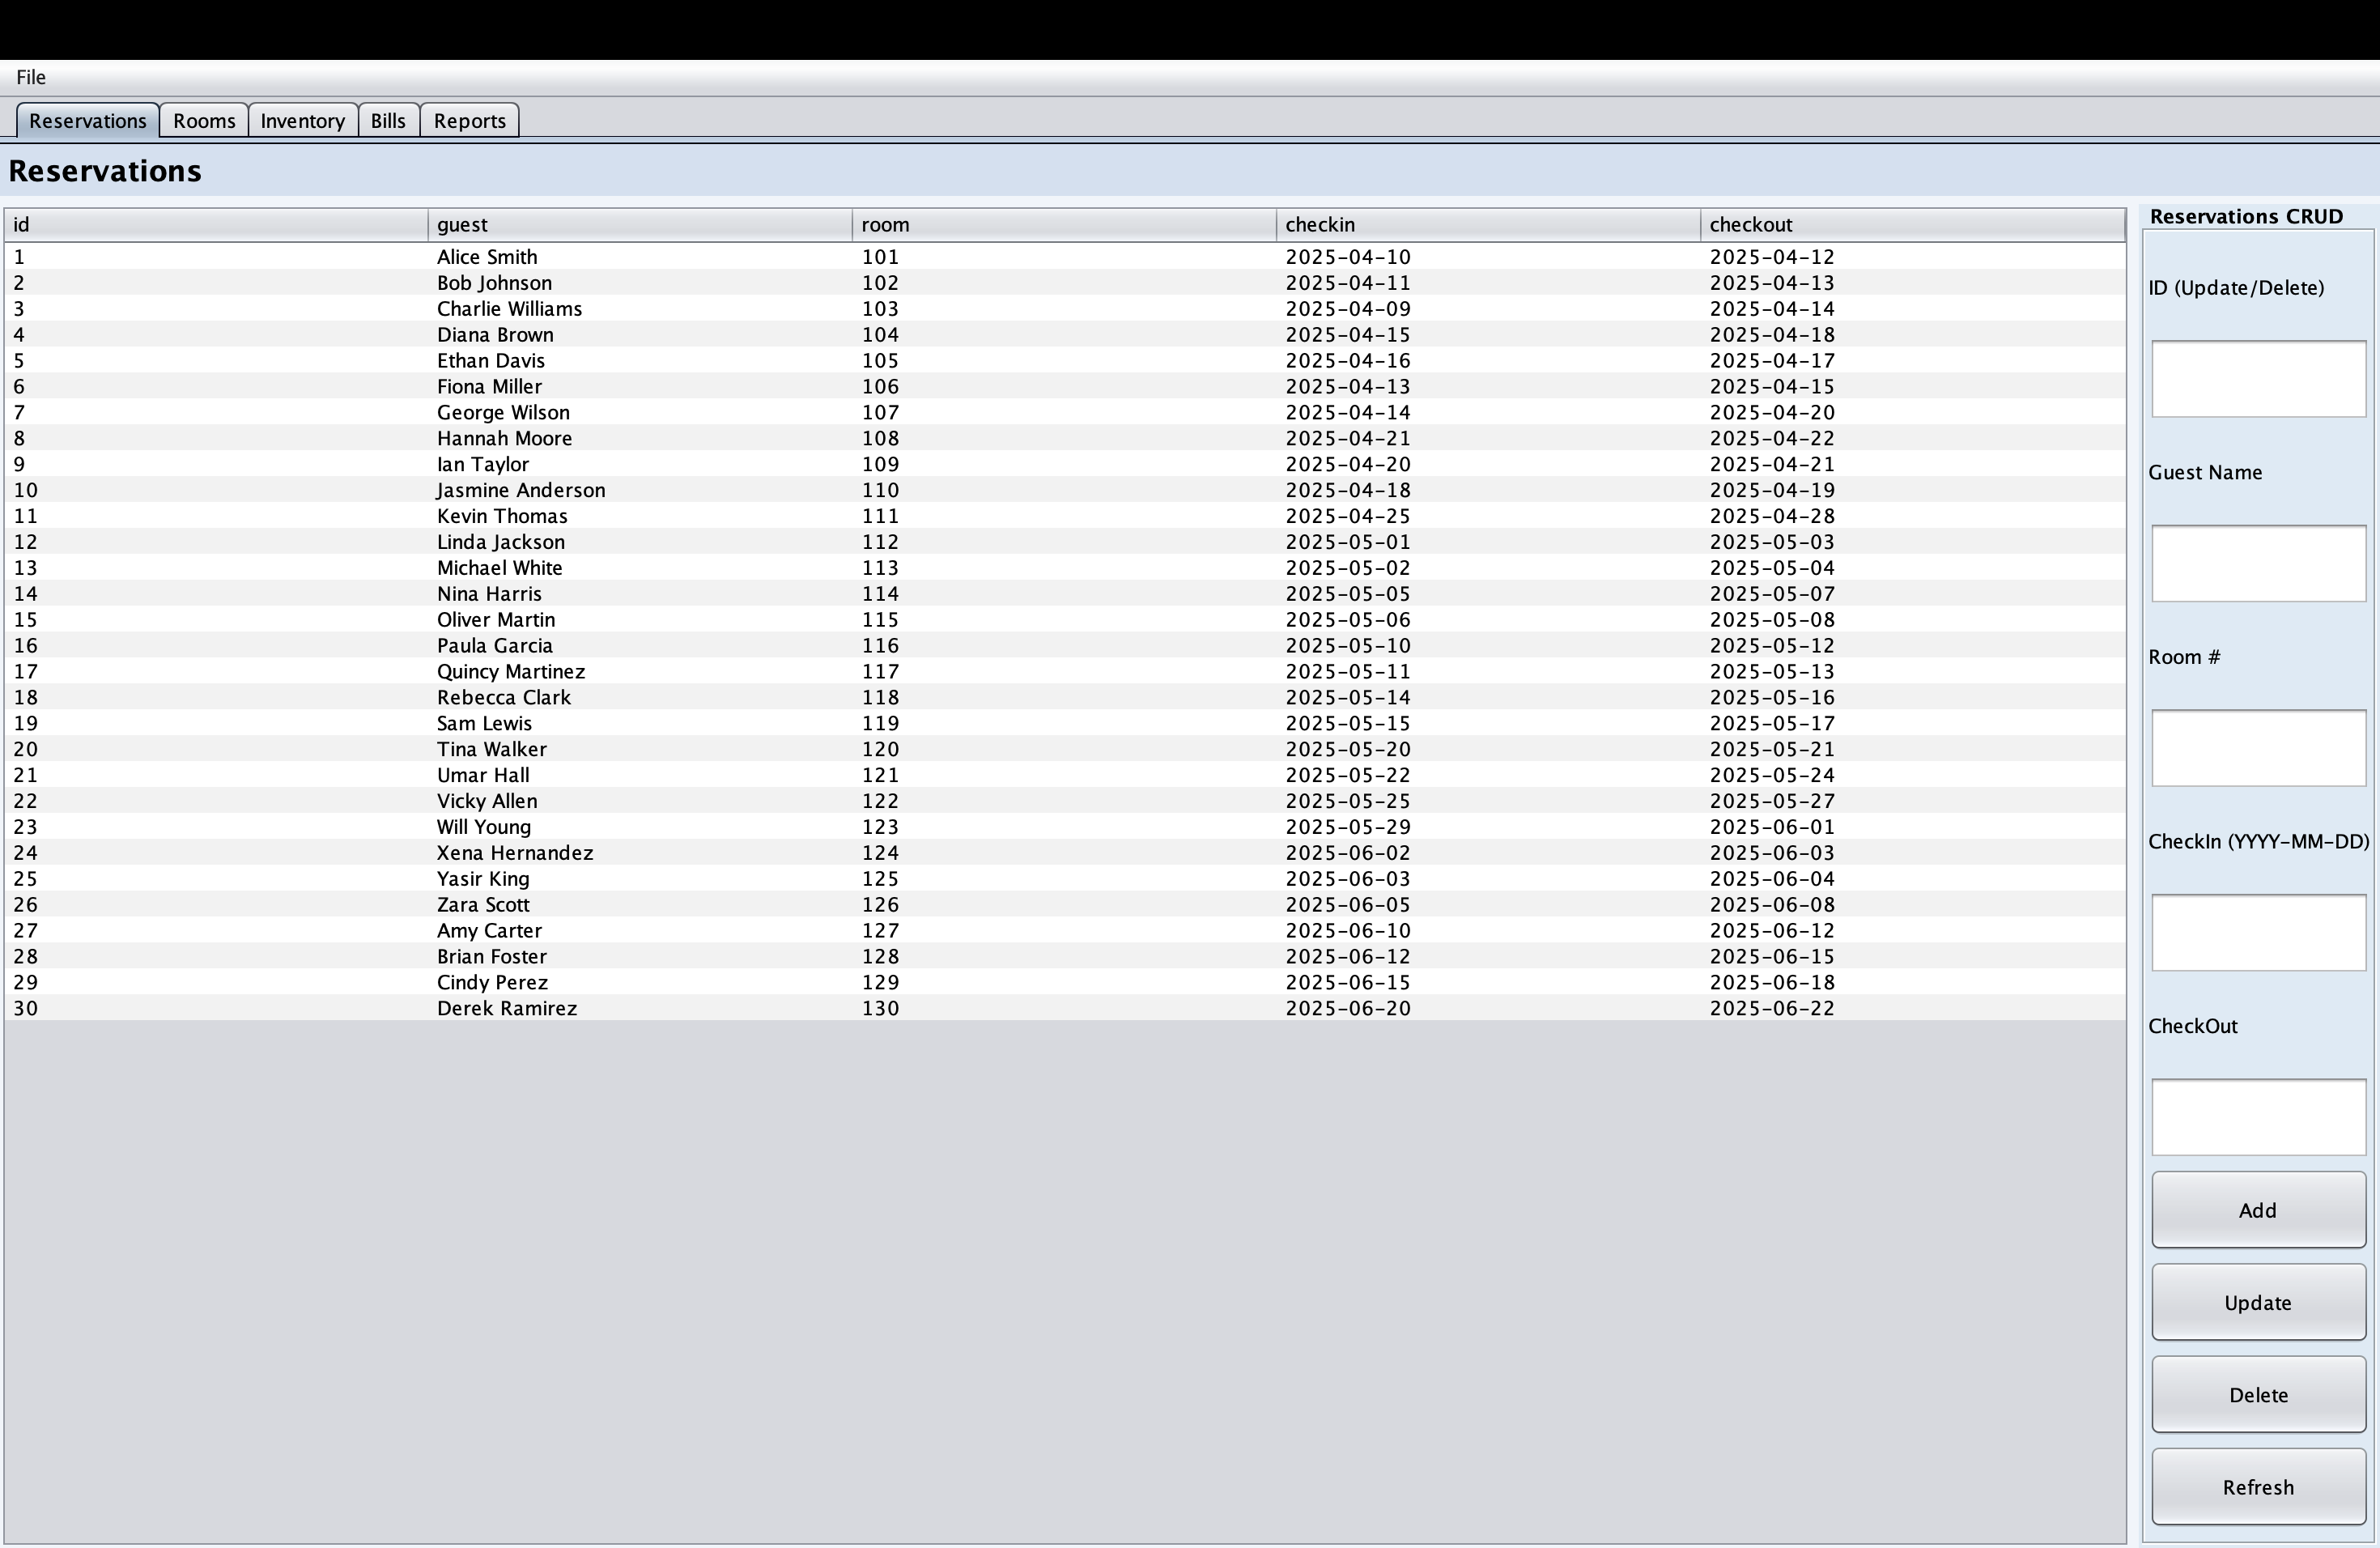 File
Reservations Rooms Inventory Bills Reports
Reservations
id guest room checkin checkout
1 Alice Smith 101 2025-04-10 2025-04-12
2 Bob Johnson 102 2025-04-11 2025-04-13
3 Charlie Williams 103 2025-04-09 2025-04-14
4 Diana Brown 104 2025-04-15 2025-04-18
5 Ethan Davis 105 2025-04-16 2025-04-17
6 Fiona Miller 106 2025-04-13 2025-04-15
7 George Wilson 107 2025-04-14 2025-04-20
8 Hannah Moore 108 2025-04-21 2025-04-22
9 Ian Taylor 109 2025-04-20 2025-04-21
10 Jasmine Anderson 110 2025-04-18 2025-04-19
11 Kevin Thomas 111 2025-04-25 2025-04-28
12 Linda Jackson 112 2025-05-01 2025-05-03
13 Michael White 113 2025-05-02 2025-05-04
14 Nina Harris 114 2025-05-05 2025-05-07
15 Oliver Martin 115 2025-05-06 2025-05-08
16 Paula Garcia 116 2025-05-10 2025-05-12
17 Quincy Martinez 117 2025-05-11 2025-05-13
18 Rebecca Clark 118 2025-05-14 2025-05-16
19 Sam Lewis 119 2025-05-15 2025-05-17
20 Tina Walker 120 2025-05-20 2025-05-21
21 Umar Hall 121 2025-05-22 2025-05-24
22 Vicky Allen 122 2025-05-25 2025-05-27
23 Will Young 123 2025-05-29 2025-06-01
24 Xena Hernandez 124 2025-06-02 2025-06-03
25 Yasir King 125 2025-06-03 2025-06-04
26 Zara Scott 126 2025-06-05 2025-06-08
27 Amy Carter 127 2025-06-10 2025-06-12
28 Brian Foster 128 2025-06-12 2025-06-15
29 Cindy Perez 129 2025-06-15 2025-06-18
30 Derek Ramirez 130 2025-06-20 2025-06-22
Reservations CRUD
ID (Update/Delete)
Guest Name
Room #
CheckIn (YYYY-MM-DD)
CheckOut
Add
Update
Delete
Refresh